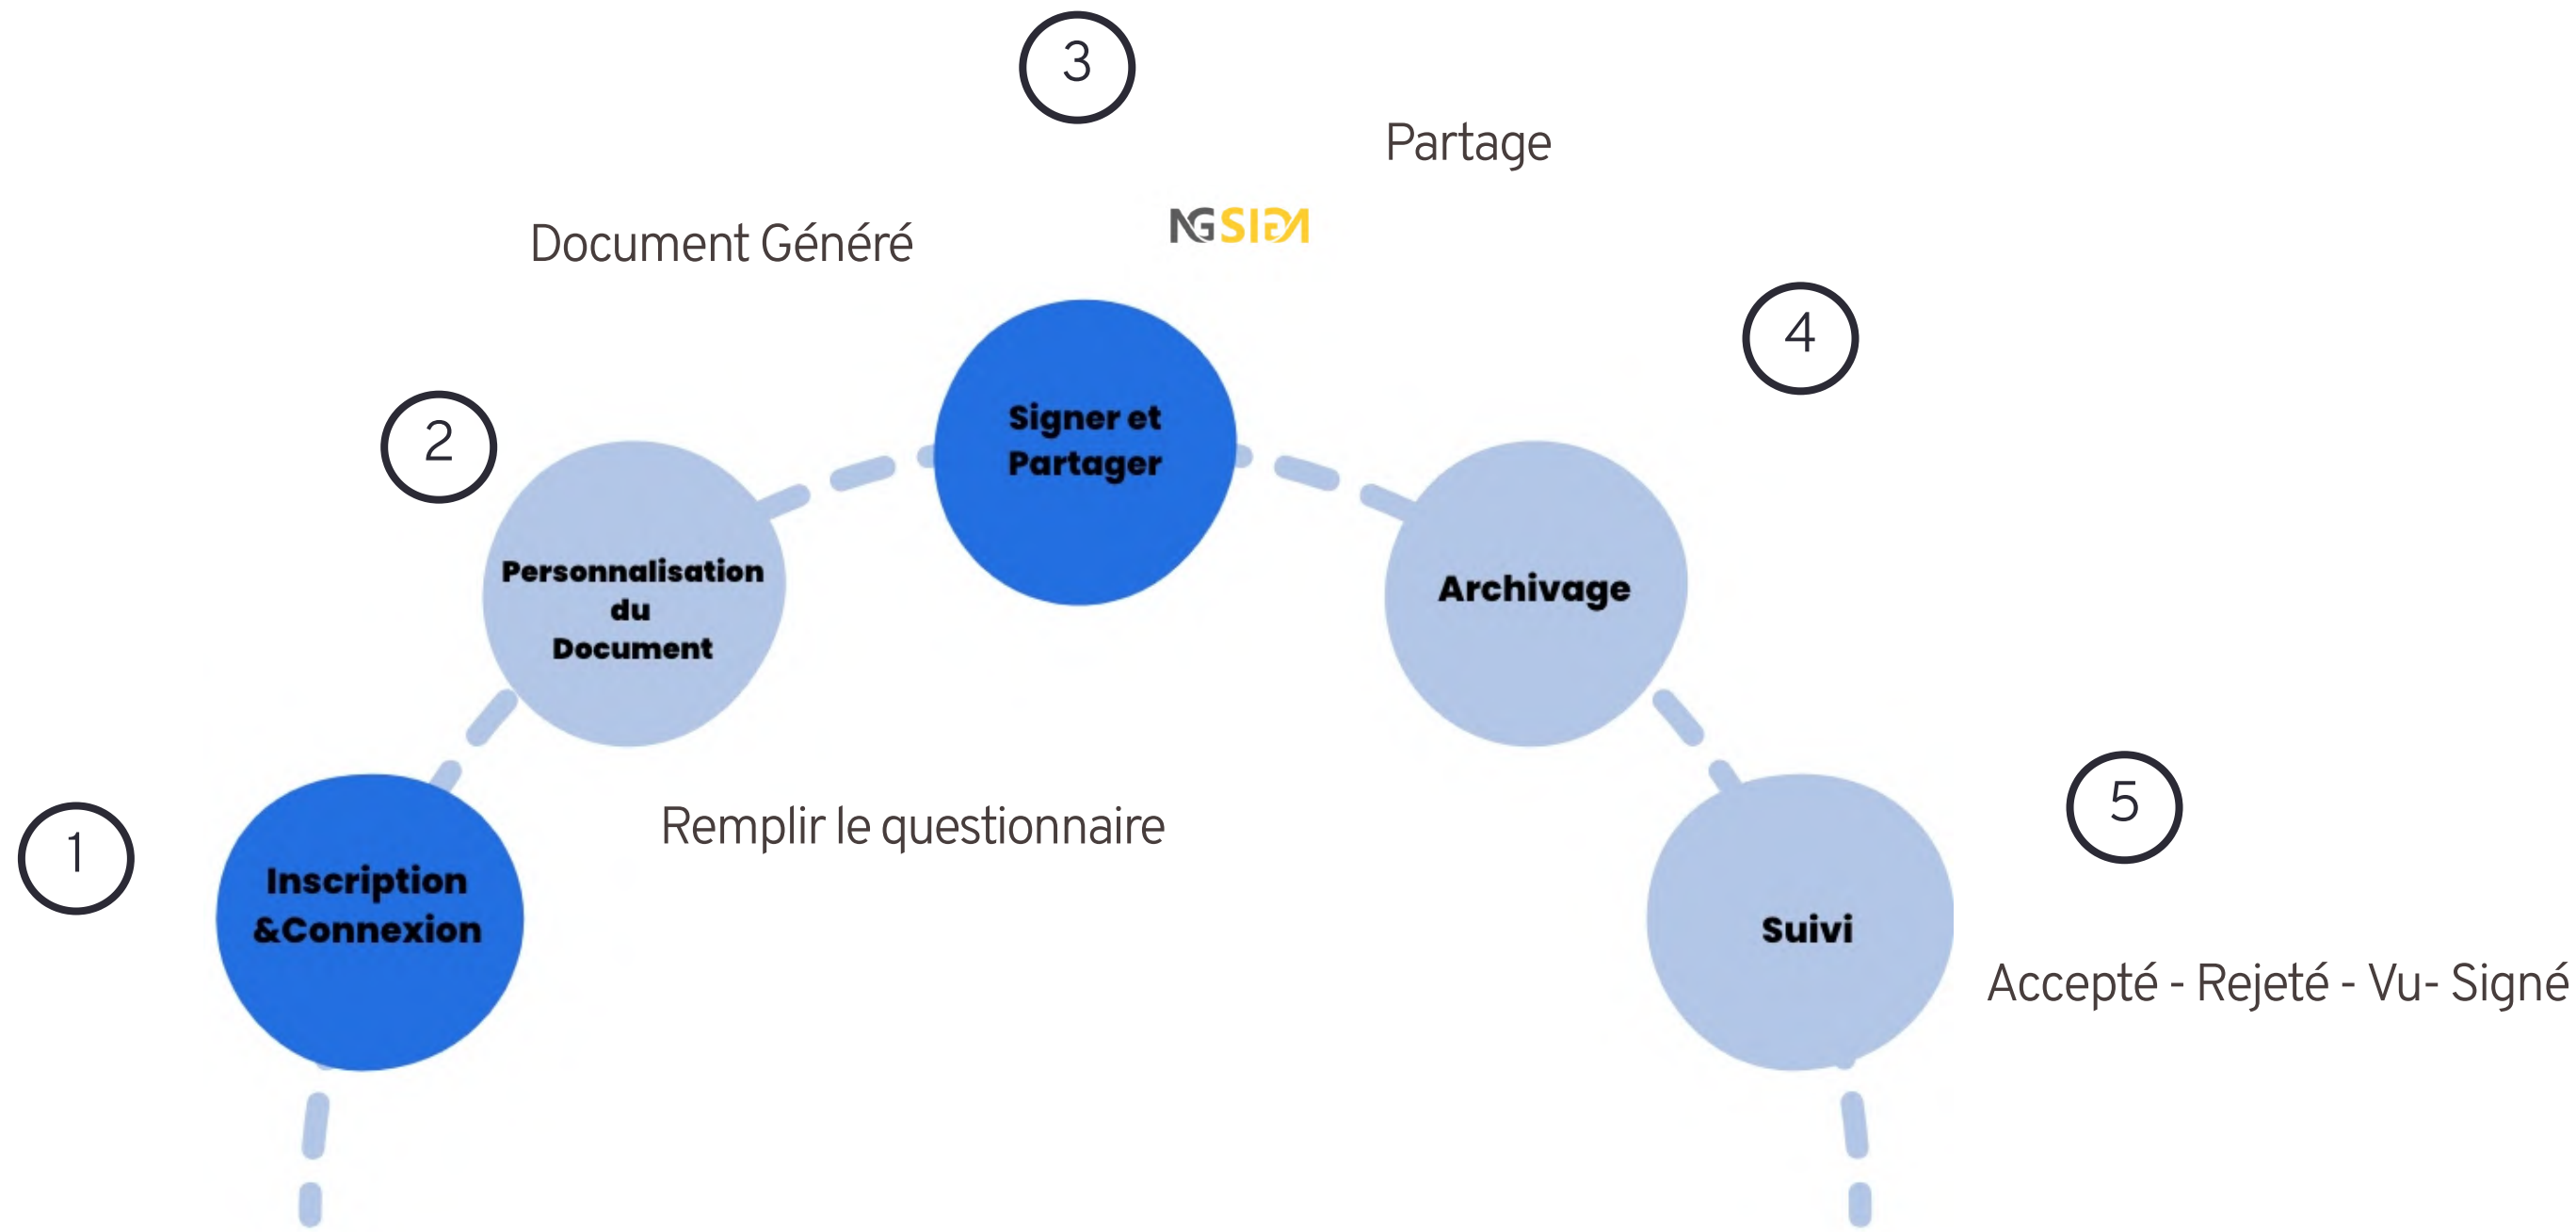 3
Partage
Document Généré
NGSIGN
4
2
Signer et
Partager
Personnalisation
du
Document
Archivage
1
Remplir le questionnaire
5
Inscription
&Connexion
Suivi
Accepté - Rejeté - Vu- Signé